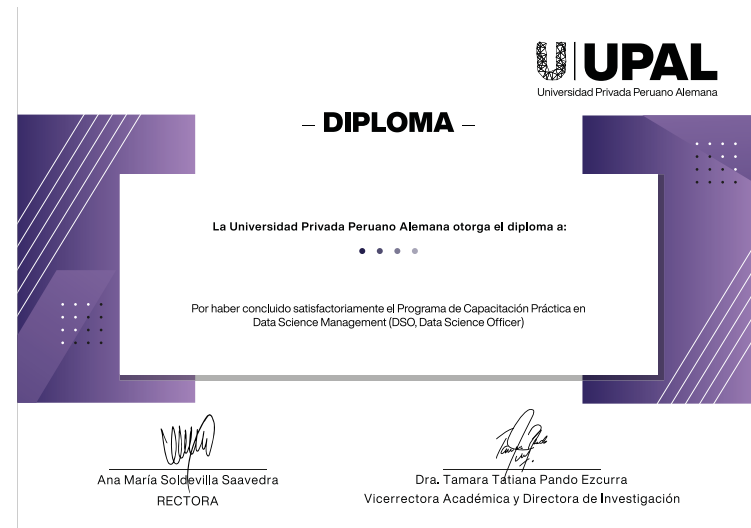 UPAL
Universidad Privada Peruano Alemana
– DIPLOMA –
La Universidad Privada Peruano Alemana otorga el diploma a:
Por haber concluido satisfactoriamente el Programa de Capacitación Práctica en
Data Science Management (DSO, Data Science Officer)
Ana María Soldevilla Saavedra
RECTORA
Dra. Tamara Tatiana Pando Ezcurra
Vicerrectora Académica y Directora de Investigación